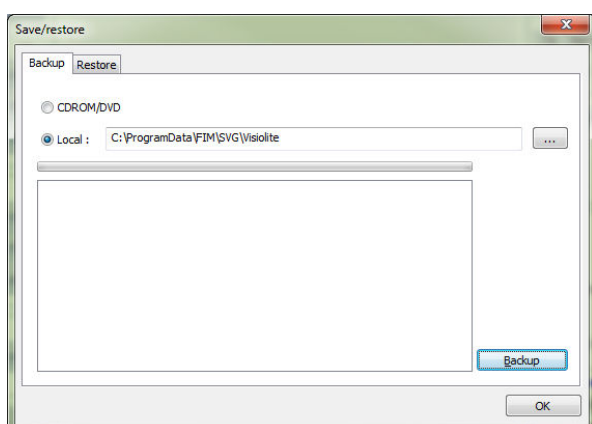 Save/restore
Backup Restore
CDROM/DVD
Local : C:\ProgramData\FIM\SVG\Visiolite ...
Backup
OK